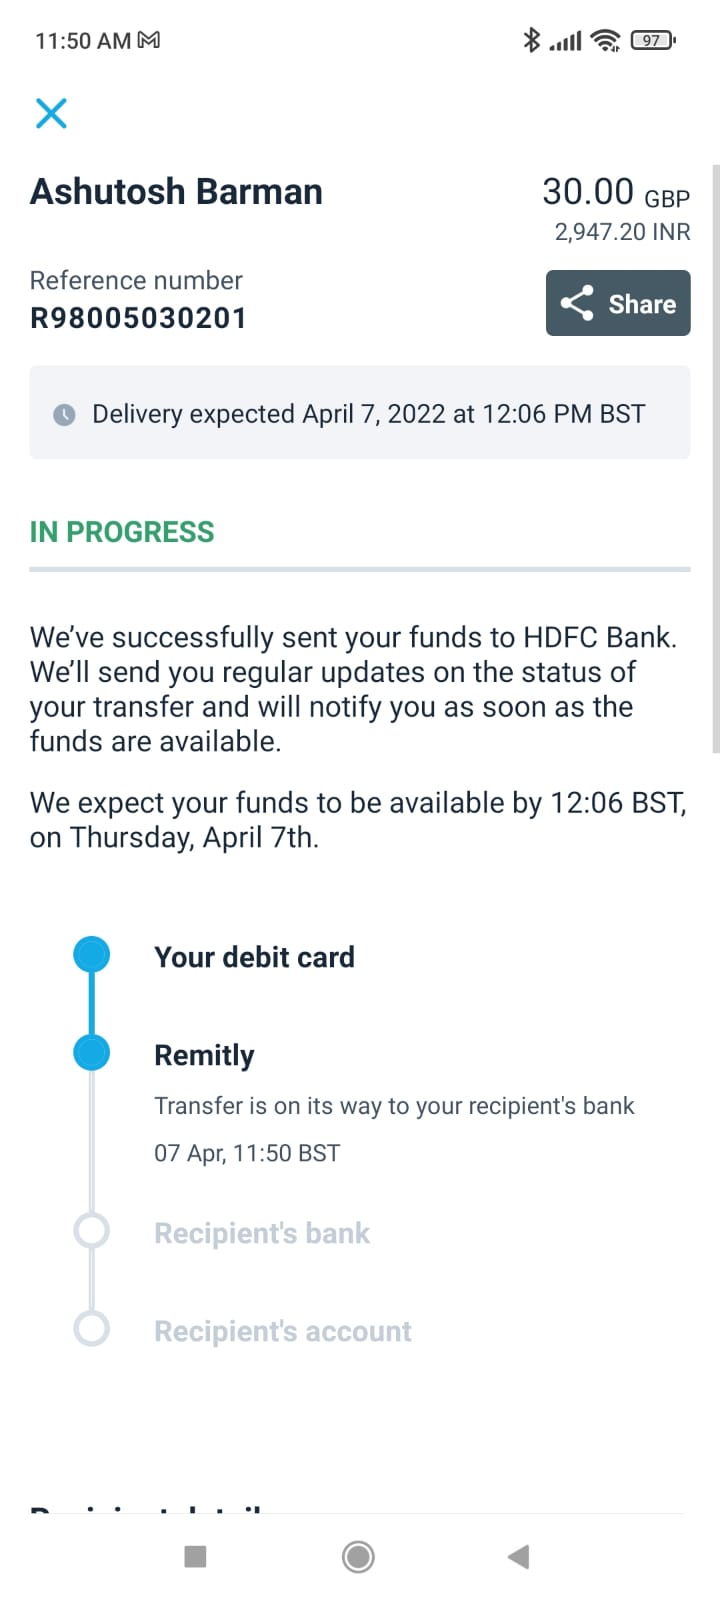 11:50 AM
97
Ashutosh Barman
30.00 GBP
2,947.20 INR
Reference number
R98005030201
Share
Delivery expected April 7, 2022 at 12:06 PM BST
IN PROGRESS
We've successfully sent your funds to HDFC Bank.
We'll send you regular updates on the status of
your transfer and will notify you as soon as the
funds are available.
We expect your funds to be available by 12:06 BST,
on Thursday, April 7th.
Your debit card
Remitly
Transfer is on its way to your recipient's bank
07 Apr, 11:50 BST
Recipient's bank
Recipient's account